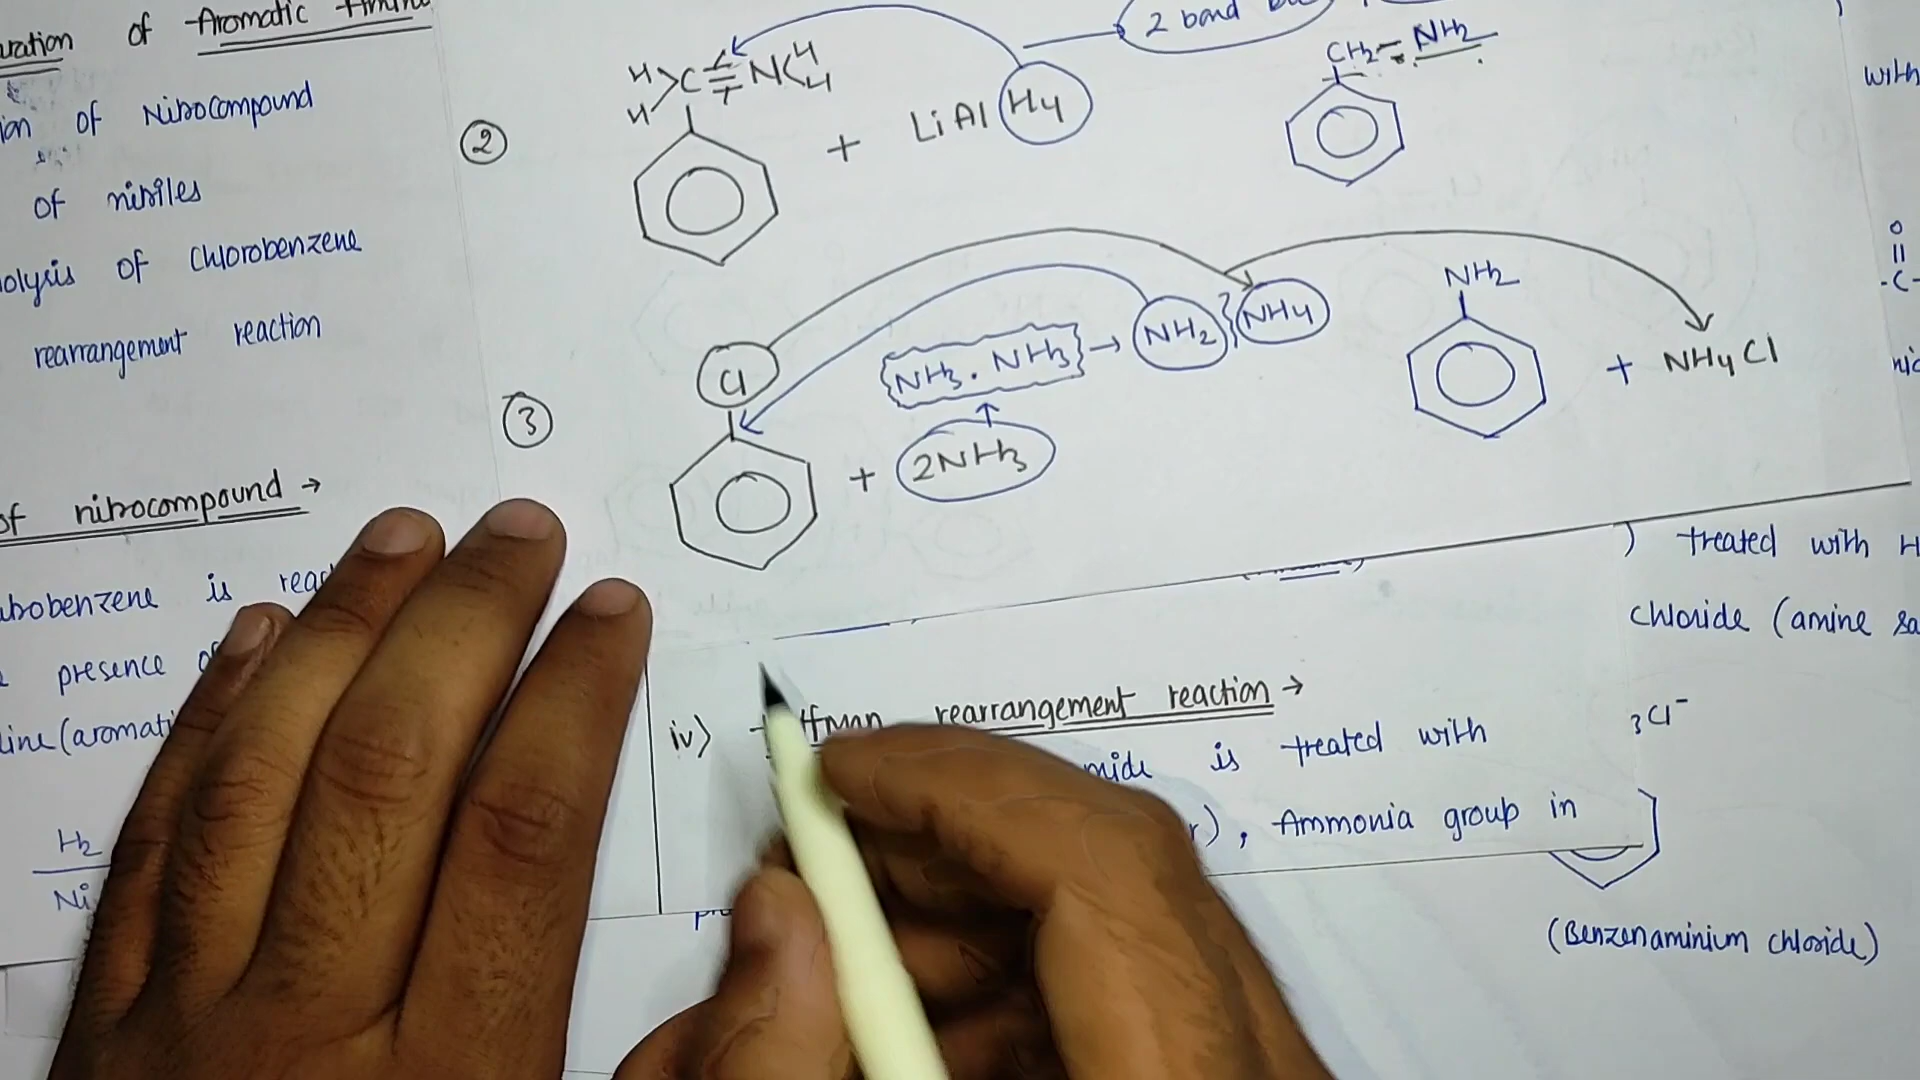 of Aromatic
of Nitrocompound
of nitriles
of Chlorobenzene
rearrangement reaction
of nitrocompound →
is
presence
H2
Ni
2 bond
H
H
C N H
H
② + LiAlH4
CH2 - NH2
③
Cl
NH3 . NH3 → NH2 NH4
+ 2NH3
NH2
+ NH4Cl
with
O
-C-
iv) rearrangement reaction →
is treated with
, Ammonia group in
) treated with H
chloride (amine
3Cl⁻
(Benzenaminium chloride)